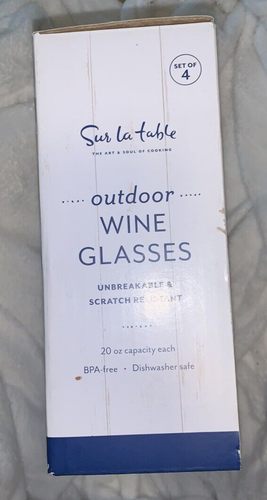 SET OF
4
Sur la table
THE ART & SOUL OF COOKING
outdoor
WINE
GLASSES
UNBREAKABLE &
SCRATCH RESISTANT
20 oz capacity each
BPA-free • Dishwasher safe